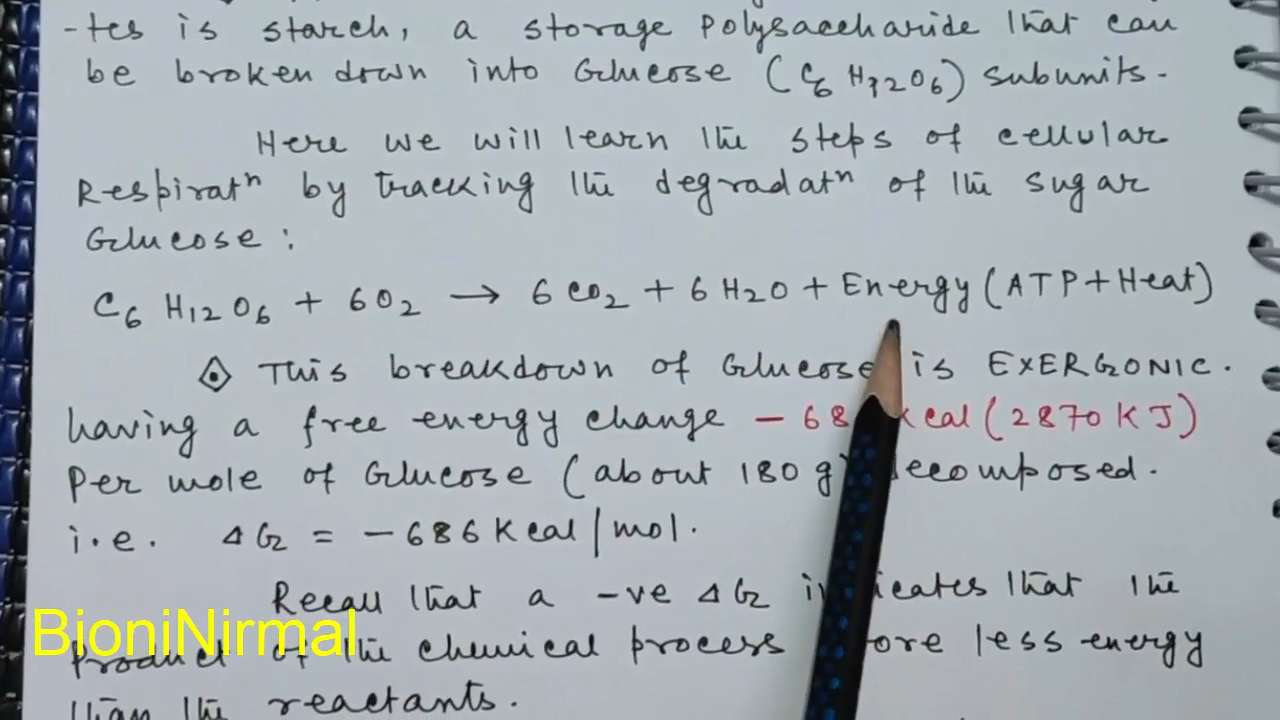 -tes is starch, a storage polysaccharide that can
be broken down into Glucose (C6 H12O6) subunits.
Here we will learn the steps of cellular
Respiratⁿ by tracking the degradatⁿ of the sugar
Glucose:
C6 H12 O6 + 6O2 → 6 CO2 + 6 H2O + Energy (ATP + Heat)
This breakdown of Glucose is EXERGONIC.
having a free energy change - 68 kcal (2870 KJ)
Per mole of Glucose (about 180 g) decomposed.
i.e. ΔG = - 686 Kcal/mol.
Recall that a -ve ΔG indicates that the
BioniNirmal
product of the chemical process less energy
than the reactants.